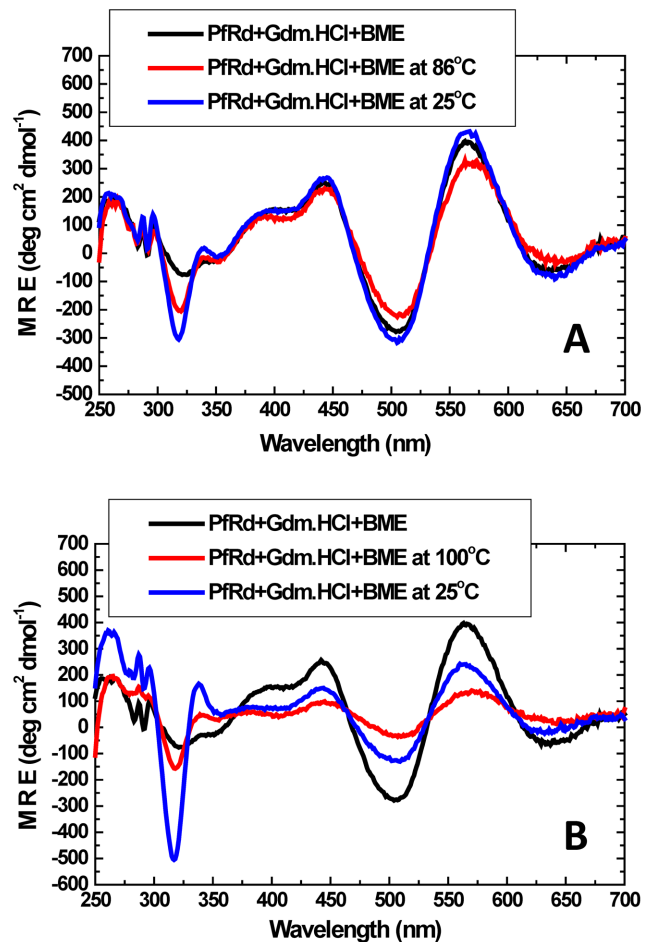 PfRd+Gdm.HCl+BME
PfRd+Gdm.HCl+BME at 86°C
PfRd+Gdm.HCl+BME at 25°C
700
600
500
400
300
200
100
0
-100
-200
-300
-400
-500
MRE (deg cm² dmol⁻¹)
A
250 300 350 400 450 500 550 600 650 700
Wavelength (nm)
PfRd+Gdm.HCl+BME
PfRd+Gdm.HCl+BME at 100°C
PfRd+Gdm.HCl+BME at 25°C
700
600
500
400
300
200
100
0
-100
-200
-300
-400
-500
-600
MRE (deg cm² dmol⁻¹)
B
250 300 350 400 450 500 550 600 650 700
Wavelength (nm)